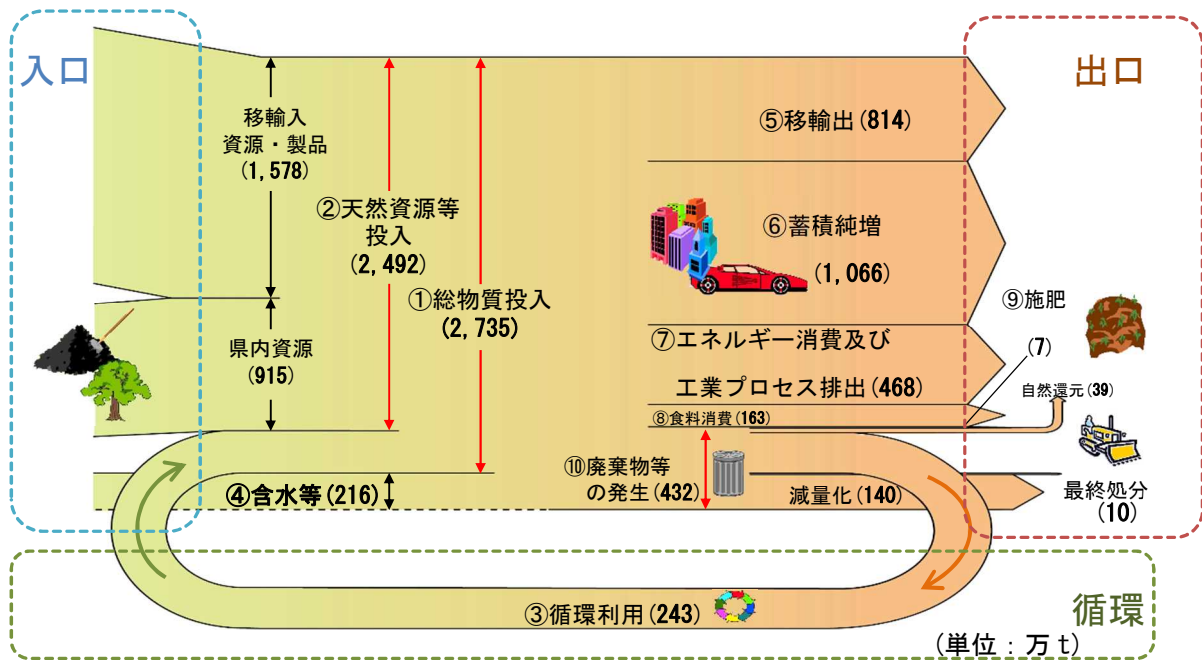 入口
出口
移輸入
資源・製品
(1,578)
②天然資源等
投入
(2,492)
①総物質投入
(2,735)
県内資源
(915)
④含水等(216)
⑤移輸出(814)
⑥蓄積純増
(1,066)
⑦エネルギー消費及び
工業プロセス排出(468)
⑧食料消費(163)
⑨施肥
(7)
自然還元(39)
⑩廃棄物等
の発生(432)
減量化(140)
最終処分
(10)
③循環利用(243)
循環
(単位：万t)